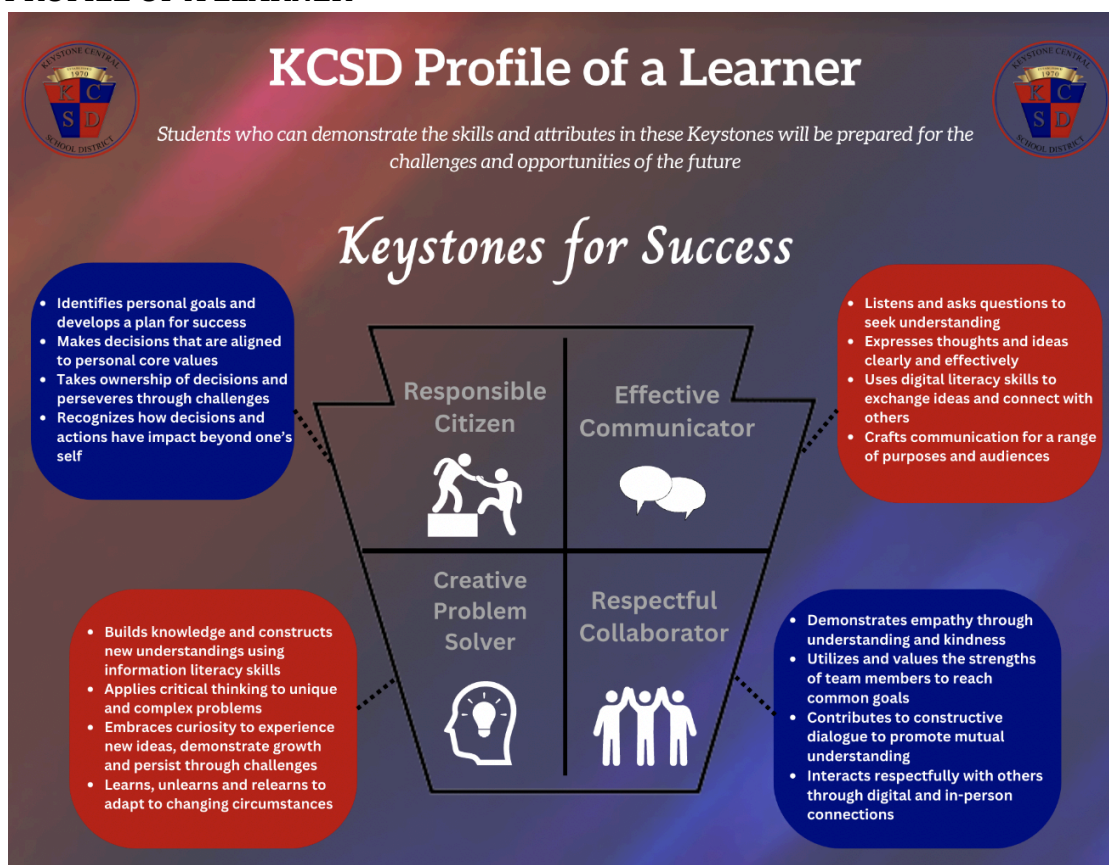 PROFILE OF A LEARNER
KEYSTONE CENTRAL
1970
K C
S D
SCHOOL DISTRICT
KCSD Profile of a Learner
KEYSTONE CENTRAL
1970
K C
S D
SCHOOL DISTRICT
Students who can demonstrate the skills and attributes in these Keystones will be prepared for the
challenges and opportunities of the future
Keystones for Success
• Identifies personal goals and
develops a plan for success
• Makes decisions that are aligned
to personal core values
• Takes ownership of decisions and
perseveres through challenges
• Recognizes how decisions and
actions have impact beyond one's
self
Responsible
Citizen
Effective
Communicator
• Listens and asks questions to
seek understanding
• Expresses thoughts and ideas
clearly and effectively
• Uses digital literacy skills to
exchange ideas and connect with
others
• Crafts communication for a range
of purposes and audiences
• Builds knowledge and constructs
new understandings using
information literacy skills
• Applies critical thinking to unique
and complex problems
• Embraces curiosity to experience
new ideas, demonstrate growth
and persist through challenges
• Learns, unlearns and relearns to
adapt to changing circumstances
Creative
Problem
Solver
Respectful
Collaborator
• Demonstrates empathy through
understanding and kindness
• Utilizes and values the strengths
of team members to reach
common goals
• Contributes to constructive
dialogue to promote mutual
understanding
• Interacts respectfully with others
through digital and in-person
connections